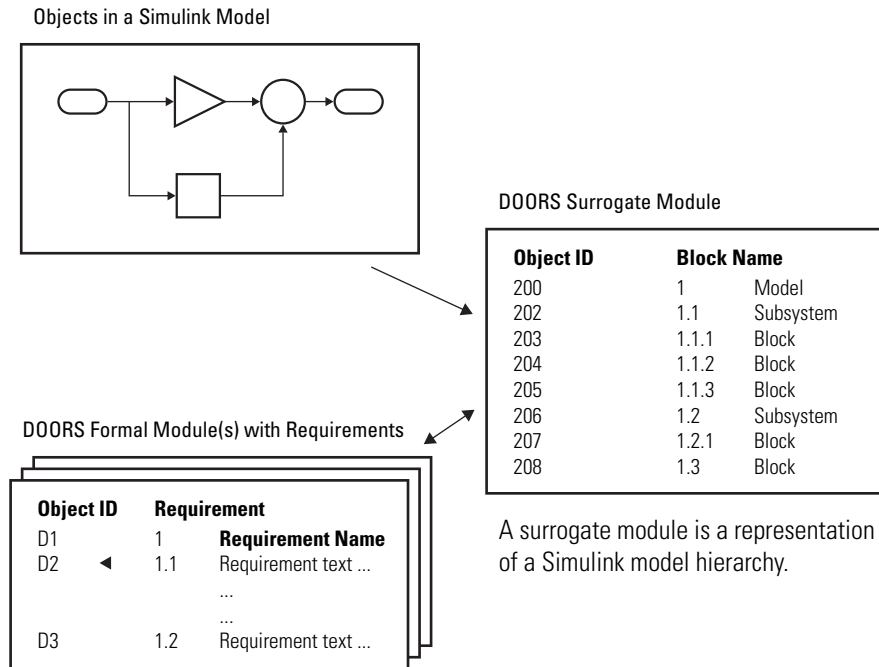 Objects in a Simulink Model
DOORS Surrogate Module
Object ID Block Name
200 1 Model
202 1.1 Subsystem
203 1.1.1 Block
204 1.1.2 Block
205 1.1.3 Block
206 1.2 Subsystem
207 1.2.1 Block
208 1.3 Block
A surrogate module is a representation
of a Simulink model hierarchy.
DOORS Formal Module(s) with Requirements
Object ID Requirement
D1 1 Requirement Name
D2 1.1 Requirement text ...
...
...
D3 1.2 Requirement text ...